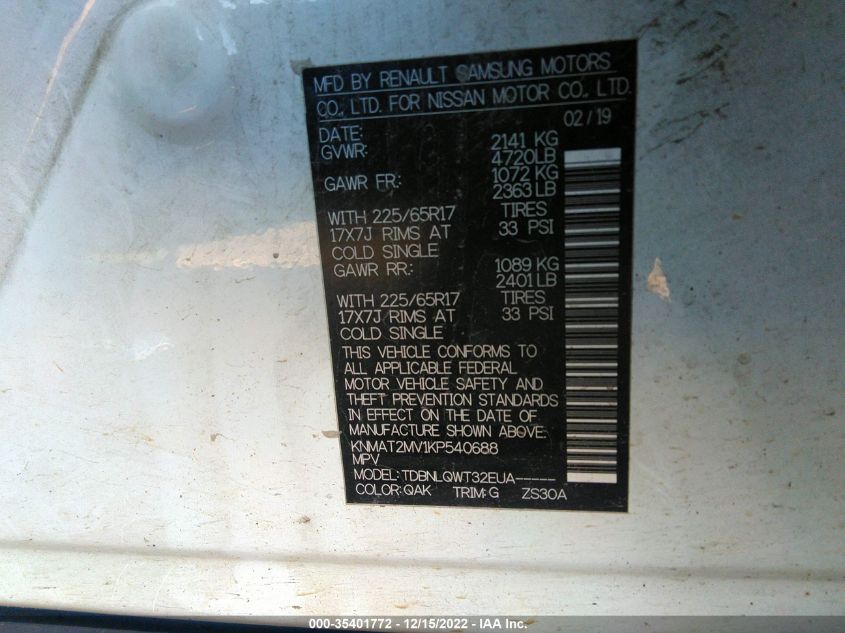 MFD BY RENAULT SAMSUNG MOTORS
CO., LTD. FOR NISSAN MOTOR CO., LTD.
DATE: 02/19
GVWR: 2141 KG
4720LB
GAWR FR: 1072 KG
2363 LB
WITH 225/65R17 TIRES
17X7J RIMS AT 33 PSI
COLD SINGLE
GAWR RR: 1089 KG
2401 LB
WITH 225/65R17 TIRES
17X7J RIMS AT 33 PSI
COLD SINGLE
THIS VEHICLE CONFORMS TO
ALL APPLICABLE FEDERAL
MOTOR VEHICLE SAFETY AND
THEFT PREVENTION STANDARDS
IN EFFECT ON THE DATE OF
MANUFACTURE SHOWN ABOVE.
KNMAT2MV1KP540688
MPV
MODEL: TDBNLQWT32EUA-----
COLOR: QAK TRIM: G ZS30A
000-35401772 - 12/15/2022 - IAA Inc.